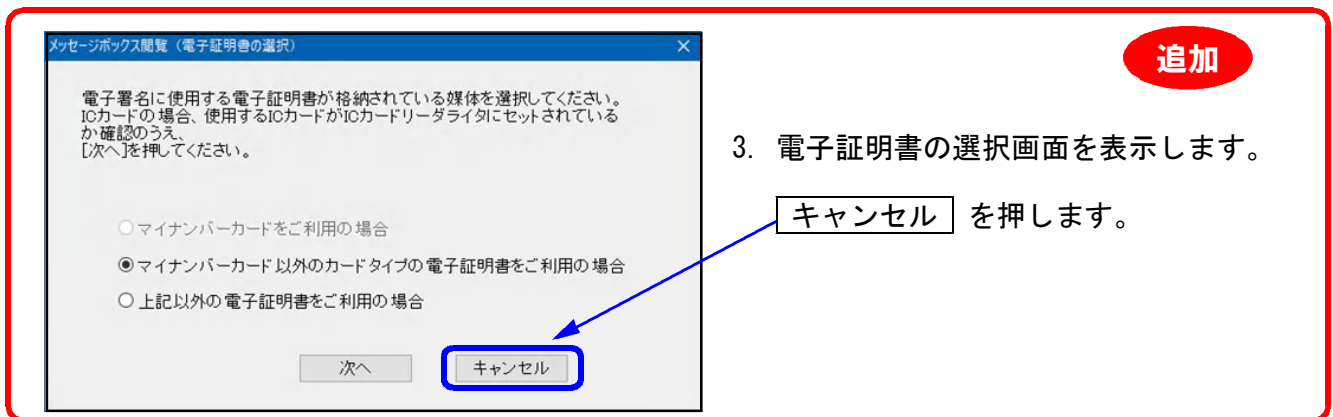 メッセージボックス閲覧（電子証明書の選択）
電子署名に使用する電子証明書が格納されている媒体を選択してください。
ICカードの場合、使用するICカードがICカードリーダライタにセットされている
か確認のうえ、
[次へ]を押してください。
マイナンバーカードをご利用の場合
マイナンバーカード以外のカードタイプの電子証明書をご利用の場合
上記以外の電子証明書をご利用の場合
次へ
キャンセル
追加
3. 電子証明書の選択画面を表示します。
キャンセル を押します。